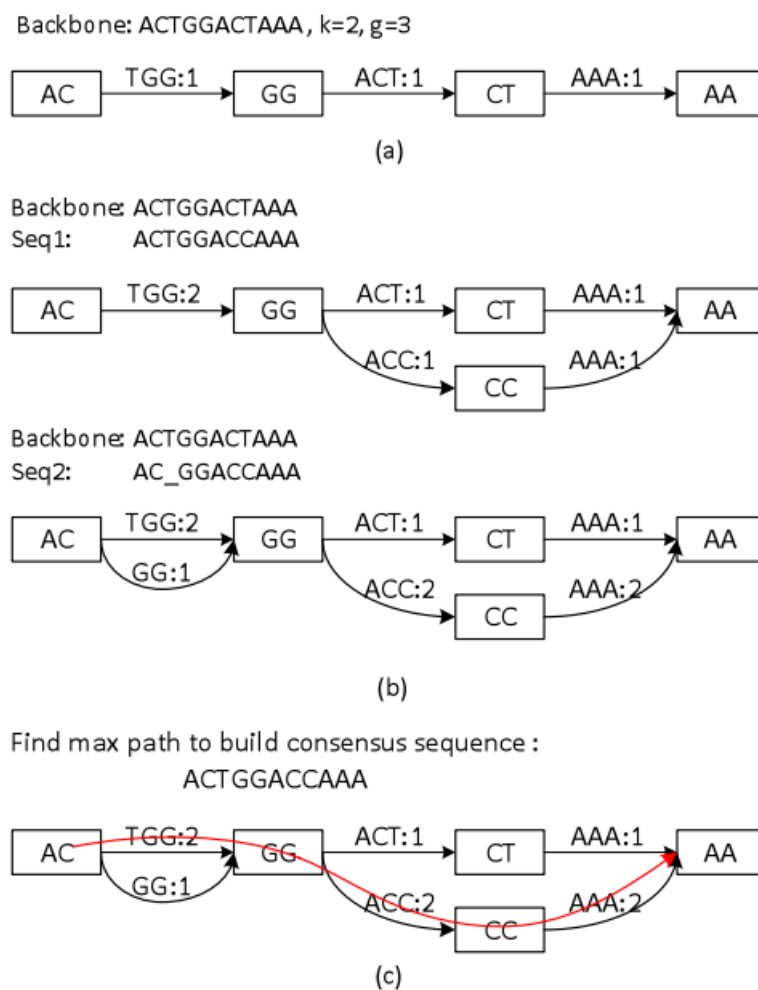 Backbone: ACTGGACTAAA, k=2, g=3
AC TGG:1 GG ACT:1 CT AAA:1 AA
(a)
Backbone: ACTGGACTAAA
Seq1: ACTGGACCAAA
AC TGG:2 GG ACT:1 CT AAA:1 AA
ACC:1 CC AAA:1
Backbone: ACTGGACTAAA
Seq2: AC_GGACCAAA
AC TGG:2 GG ACT:1 CT AAA:1 AA
GG:1 ACC:2 CC AAA:2
(b)
Find max path to build consensus sequence :
ACTGGACCAAA
AC TGG:2 GG ACT:1 CT AAA:1 AA
GG:1 ACC:2 CC AAA:2
(c)